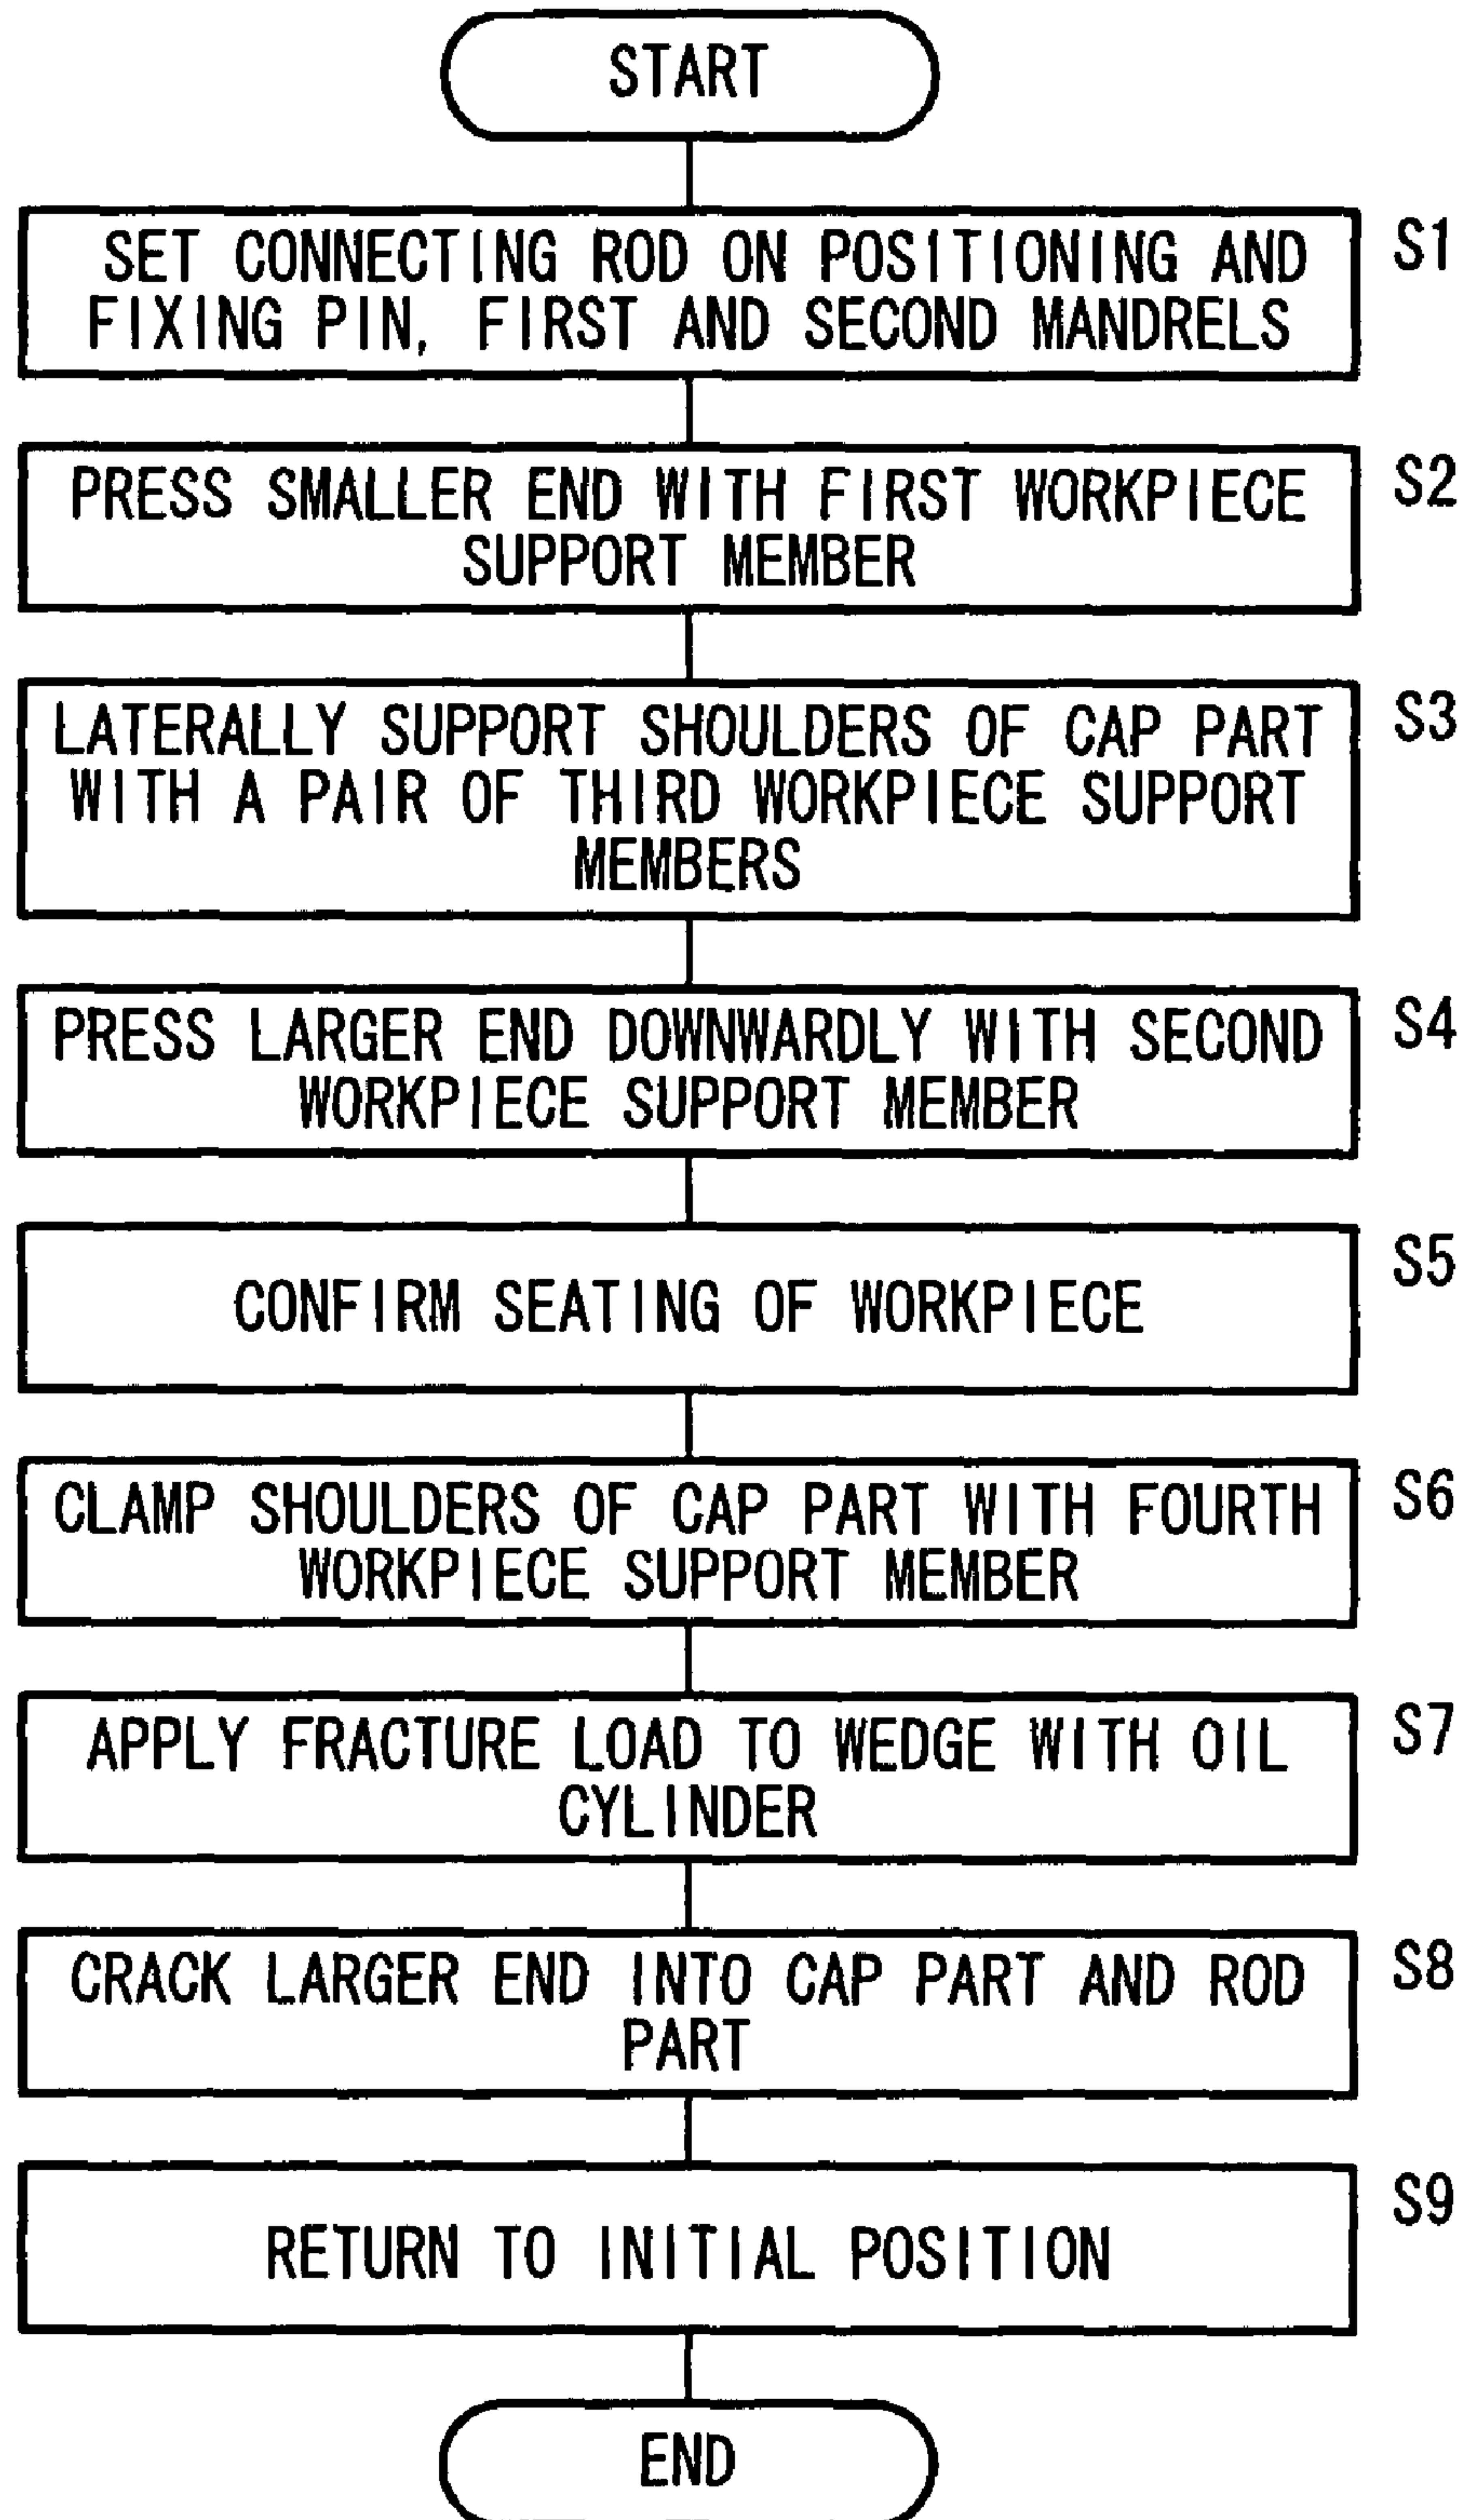 START
SET CONNECTING ROD ON POSITIONING AND
FIXING PIN, FIRST AND SECOND MANDRELS
S1
PRESS SMALLER END WITH FIRST WORKPIECE
SUPPORT MEMBER
S2
LATERALLY SUPPORT SHOULDERS OF CAP PART
WITH A PAIR OF THIRD WORKPIECE SUPPORT
MEMBERS
S3
PRESS LARGER END DOWNWARDLY WITH SECOND
WORKPIECE SUPPORT MEMBER
S4
CONFIRM SEATING OF WORKPIECE
S5
CLAMP SHOULDERS OF CAP PART WITH FOURTH
WORKPIECE SUPPORT MEMBER
S6
APPLY FRACTURE LOAD TO WEDGE WITH OIL
CYLINDER
S7
CRACK LARGER END INTO CAP PART AND ROD
PART
S8
RETURN TO INITIAL POSITION
S9
END